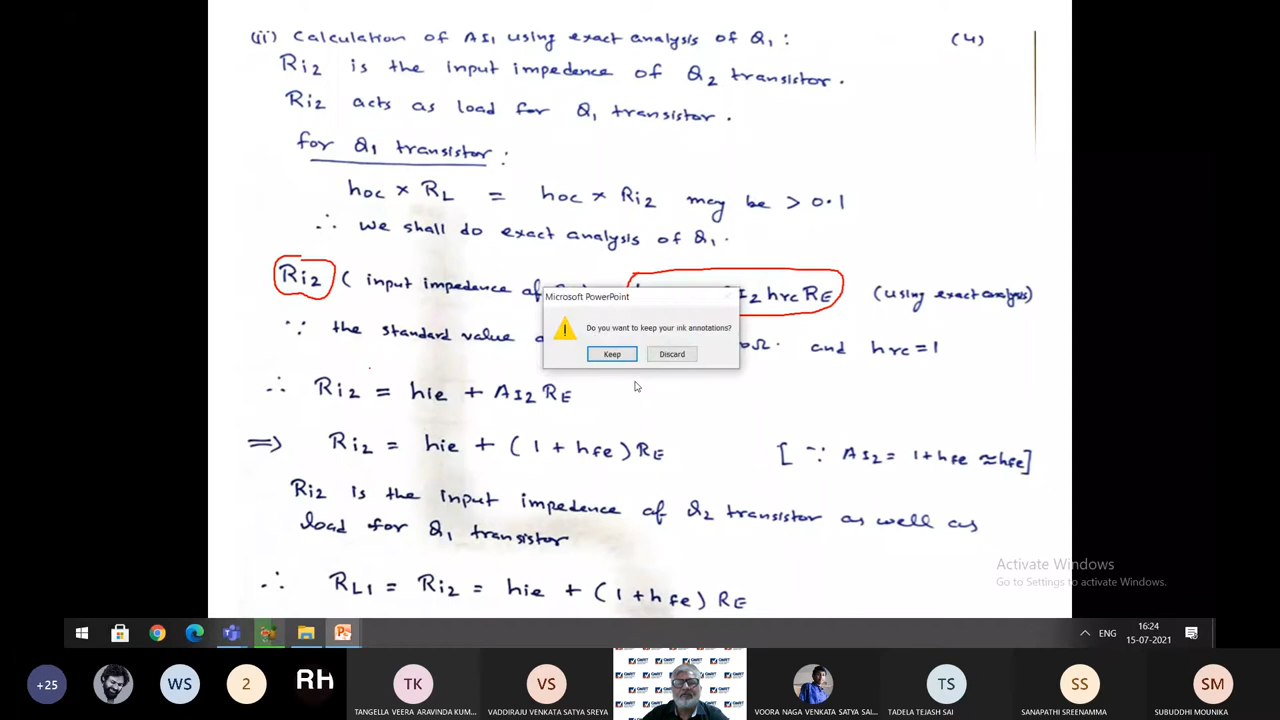 (ii) Calculation of AI1 using exact analysis of Q1 : (4)
Ri2 is the input impedence of Q2 transistor.
Ri2 acts as load for Q1 transistor.
for Q1 transistor :
hoc × RL = hoc × Ri2 may be > 0.1
∴ we shall do exact analysis of Q1.
Ri2 ( input impedence of I2 hrc RE (using exact analysis)
∵ the standard value and hrc = 1
Microsoft PowerPoint
Do you want to keep your ink annotations?
Keep Discard
∴ Ri2 = hie + AI2 RE
⇒ Ri2 = hie + (1 + hfe) RE [ ∵ AI2 = 1+hfe ≈ hfe]
Ri2 is the input impedence of Q2 transistor as well as
load for Q1 transistor
∴ RL1 = Ri2 = hie + (1+hfe) RE
Activate Windows
Go to Settings to activate Windows.
ENG 16:24
15-07-2021
+25 WS 2 RH TK VS TS SS SM
TANGELLA VEERA ARAVINDA KUM... VADDIRAJU VENKATA SATYA SREYA VOORA NAGA VENKATA SATYA SAI... TADELA TEJASH SAI SANAPATHI SREENAMMA SUBUDDHI MOUNIKA